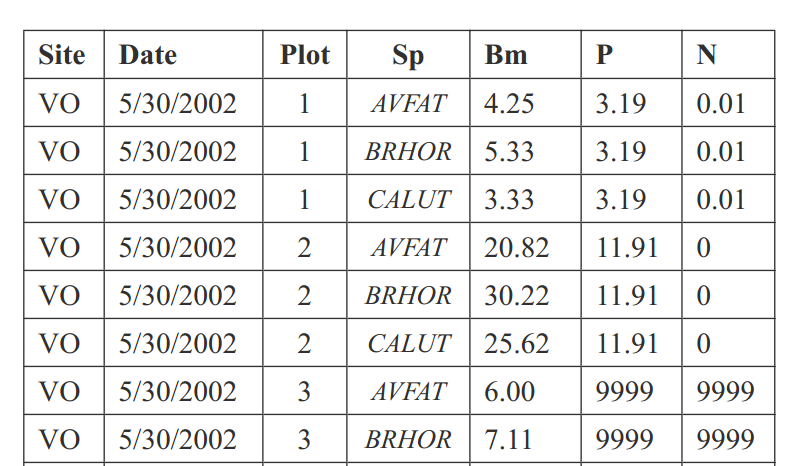 Site Date Plot Sp Bm P N
VO 5/30/2002 1 AVFAT 4.25 3.19 0.01
VO 5/30/2002 1 BRHOR 5.33 3.19 0.01
VO 5/30/2002 1 CALUT 3.33 3.19 0.01
VO 5/30/2002 2 AVFAT 20.82 11.91 0
VO 5/30/2002 2 BRHOR 30.22 11.91 0
VO 5/30/2002 2 CALUT 25.62 11.91 0
VO 5/30/2002 3 AVFAT 6.00 9999 9999
VO 5/30/2002 3 BRHOR 7.11 9999 9999